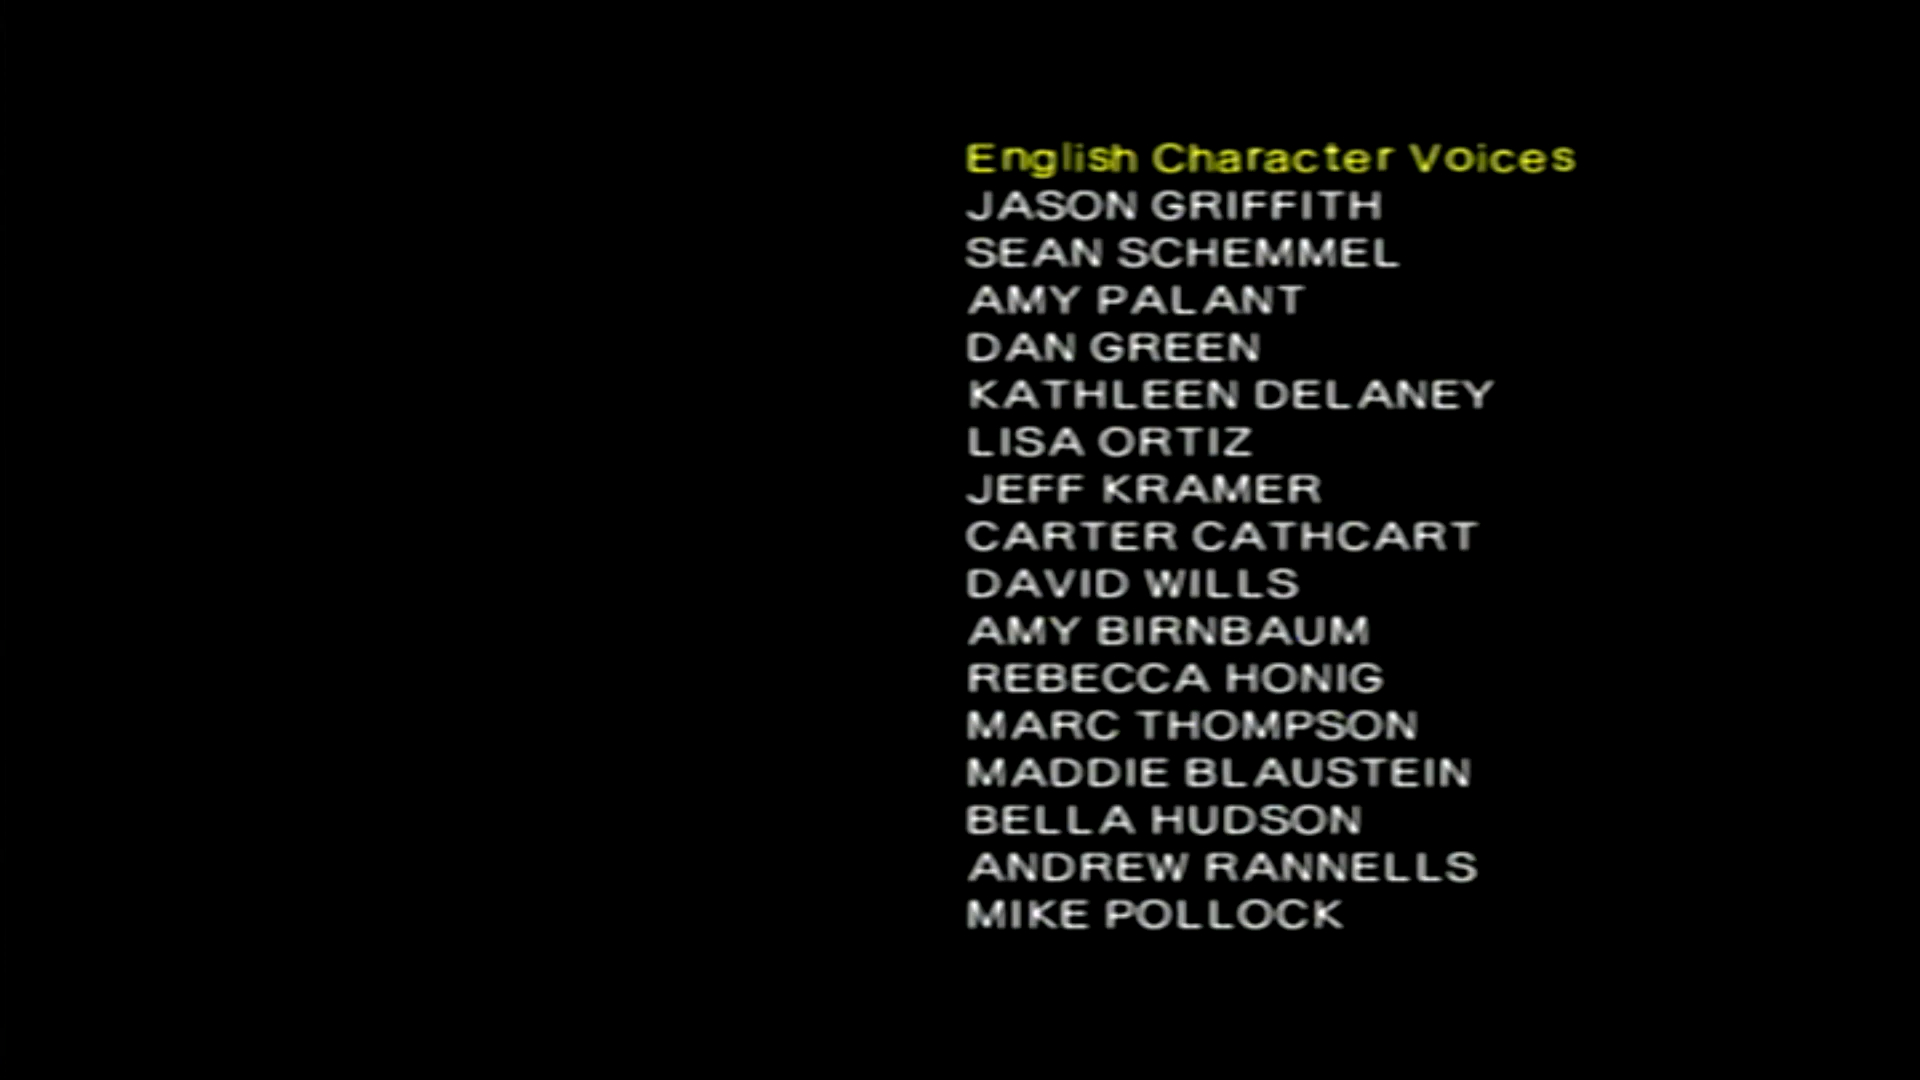 English Character Voices
JASON GRIFFITH
SEAN SCHEMMEL
AMY PALANT
DAN GREEN
KATHLEEN DELANEY
LISA ORTIZ
JEFF KRAMER
CARTER CATHCART
DAVID WILLS
AMY BIRNBAUM
REBECCA HONIG
MARC THOMPSON
MADDIE BLAUSTEIN
BELLA HUDSON
ANDREW RANNELLS
MIKE POLLOCK